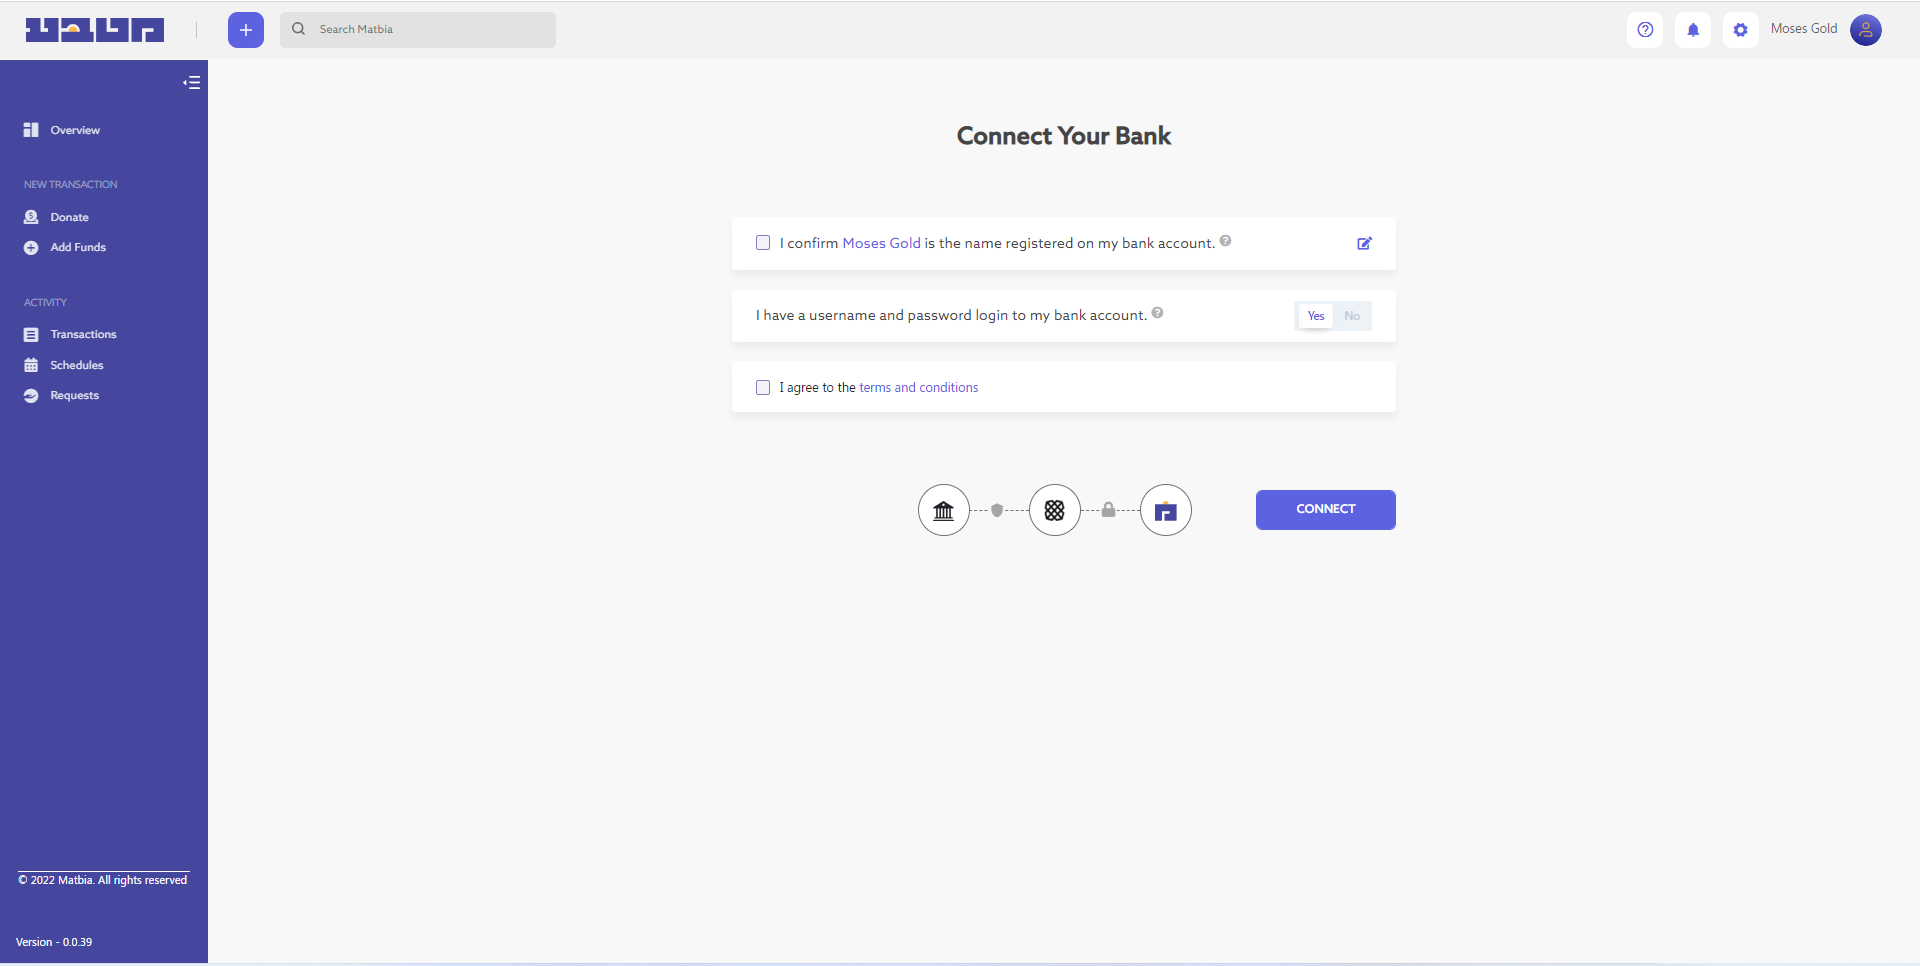 מטבע
Search Matbia
Moses Gold
Overview
NEW TRANSACTION
Donate
Add Funds
ACTIVITY
Transactions
Schedules
Requests
© 2022 Matbia. All rights reserved
Version - 0.0.39
Connect Your Bank
I confirm Moses Gold is the name registered on my bank account.
I have a username and password login to my bank account.
Yes No
I agree to the terms and conditions
CONNECT